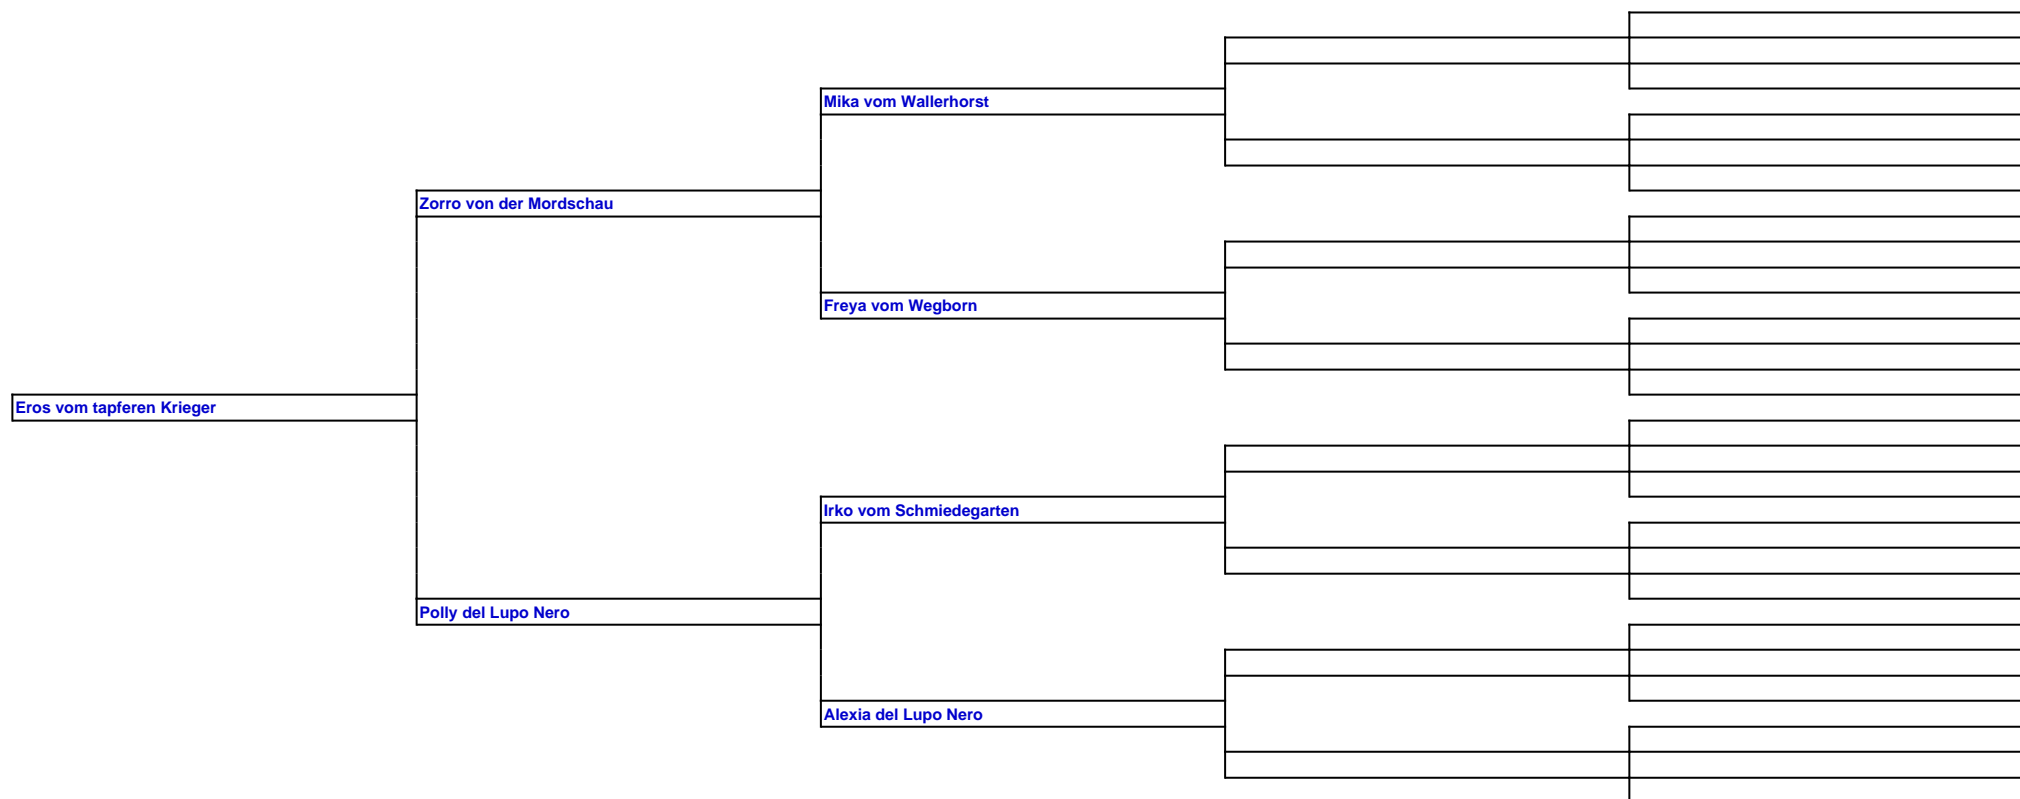 Mika vom Wallerhorst
Zorro von der Mordschau
Freya vom Wegborn
Eros vom tapferen Krieger
Irko vom Schmiedegarten
Polly del Lupo Nero
Alexia del Lupo Nero